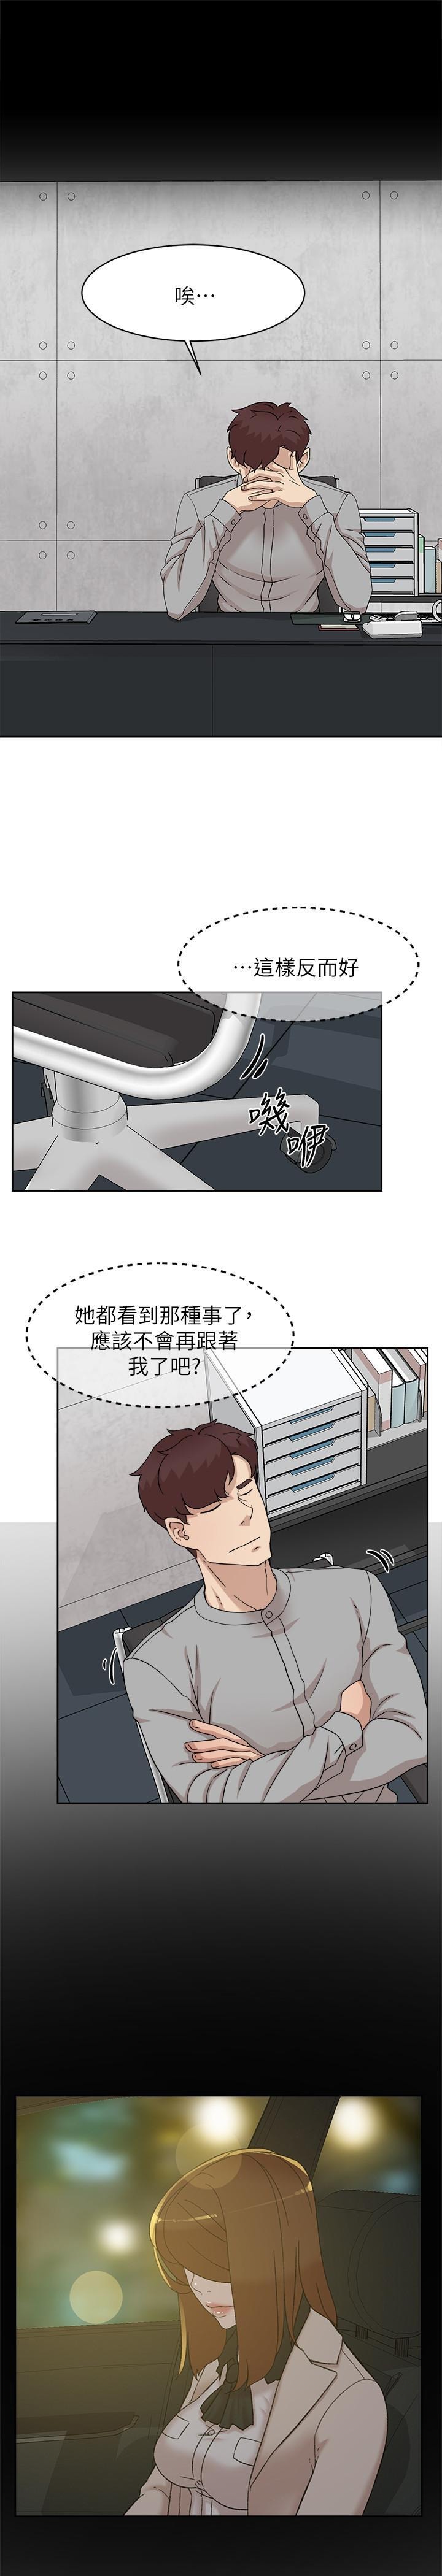 唉…
…這樣反而好
嘰
咿
她都看到那種事了，
應該不會再跟著
我了吧？